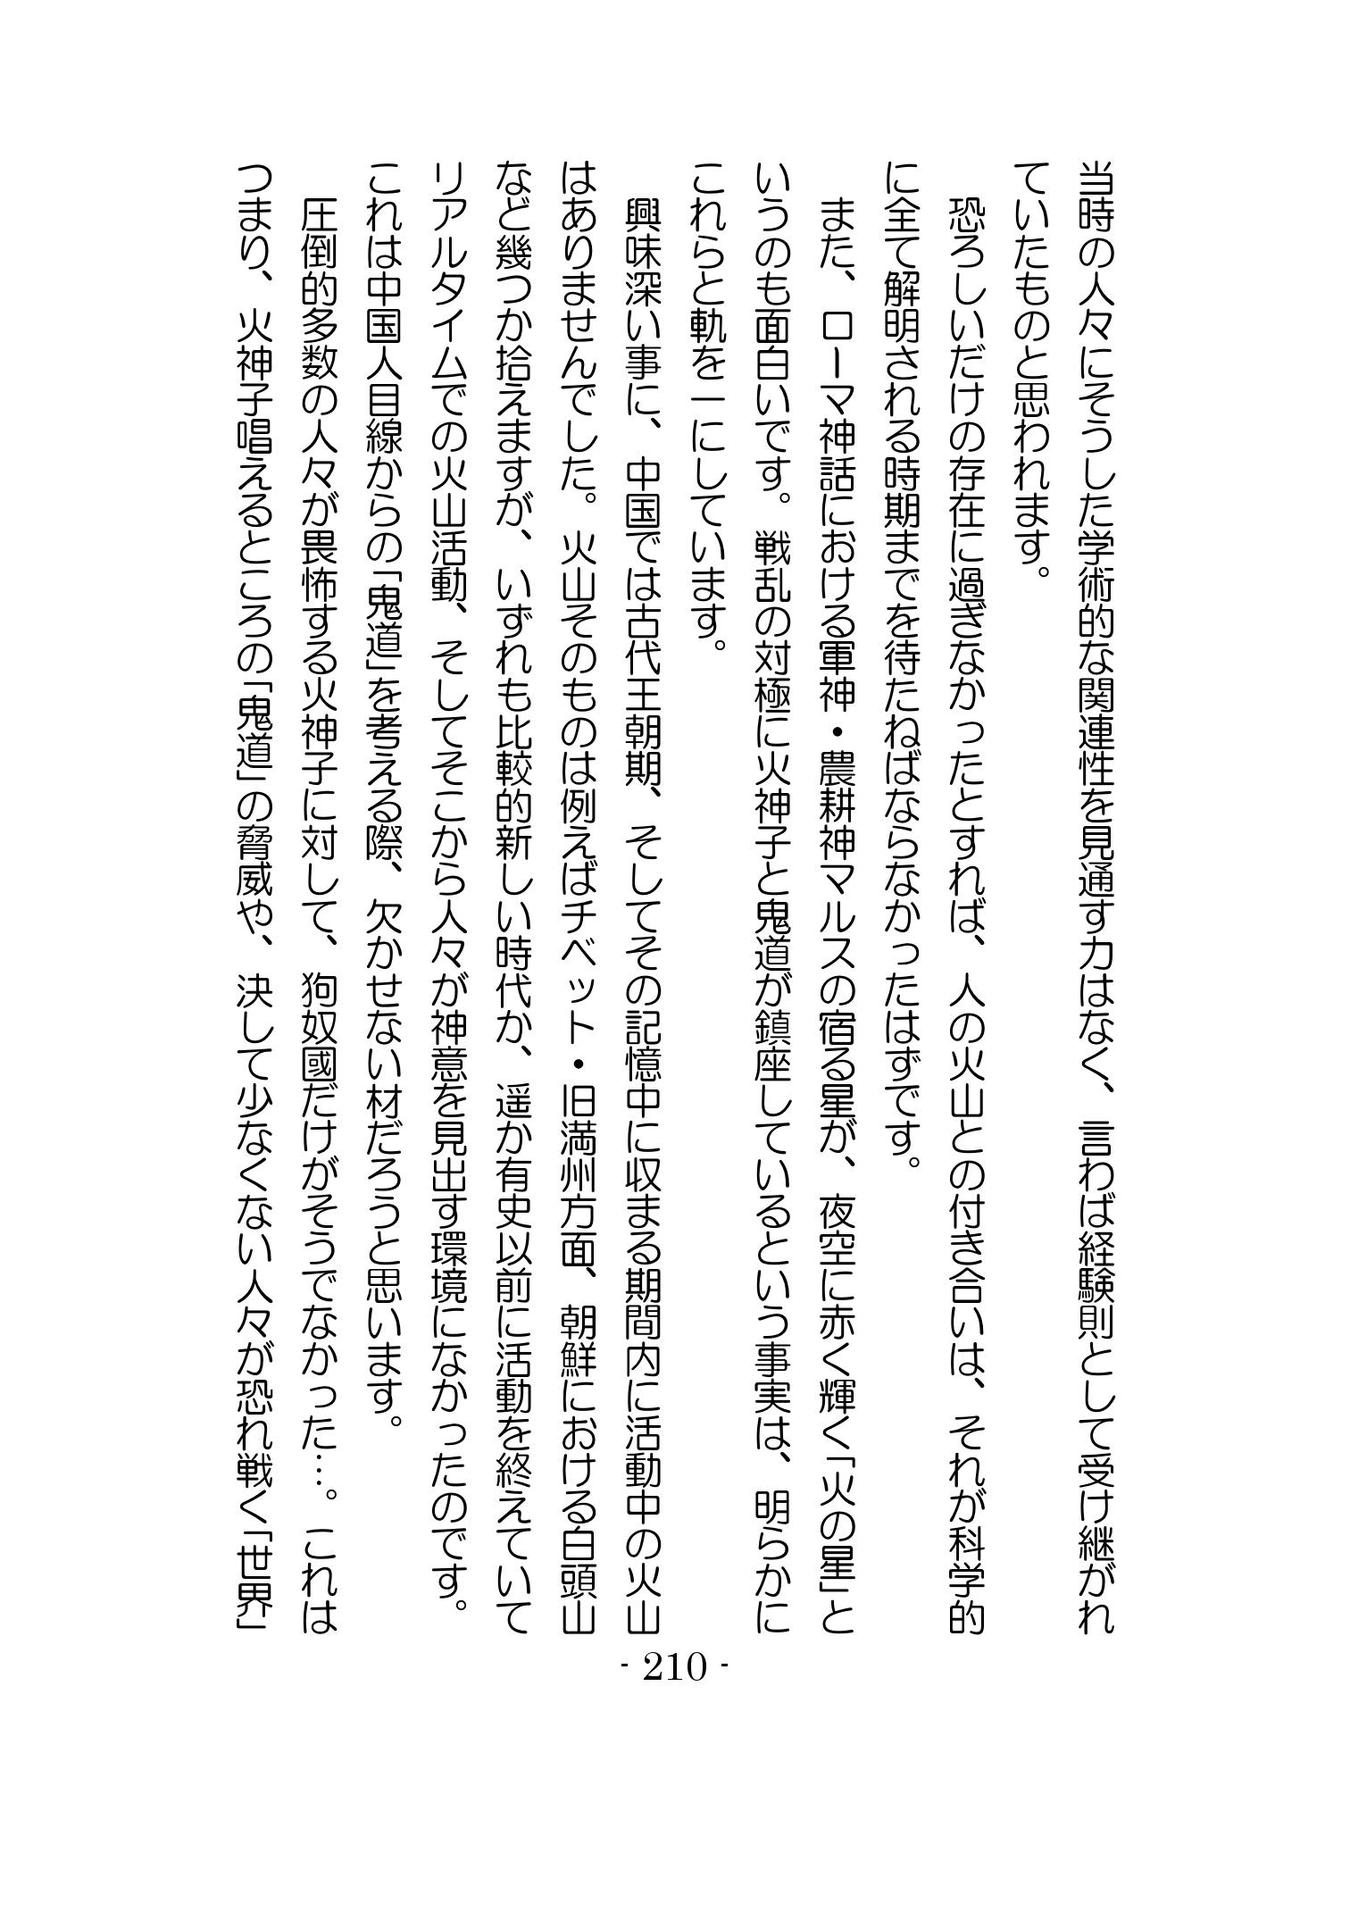 当時の人々にそうした学術的な関連性を見通す力はなく、言わば経験則として受け継がれ
ていたものと思われます。
恐ろしいだけの存在に過ぎなかったとすれば、人の火山との付き合いは、それが科学的
に全て解明される時期までを待たねばならなかったはずです。
また、ローマ神話における軍神・農耕神マルスの宿る星が、夜空に赤く輝く「火の星」と
いうのも面白いです。戦乱の対極に火神子と鬼道が鎮座しているという事実は、明らかに
これらと軌を一にしています。
興味深い事に、中国では古代王朝期、そしてその記憶中に収まる期間内に活動中の火山
はありませんでした。火山そのものは例えばチベット・旧満州方面、朝鮮における白頭山
など幾つか拾えますが、いずれも比較的新しい時代か、遥か有史以前に活動を終えていて
リアルタイムでの火山活動、そしてそこから人々が神意を見出す環境になかったのです。
これは中国人目線からの「鬼道」を考える際、欠かせない材だろうと思います。
圧倒的多数の人々が畏怖する火神子に対して、狗奴國だけがそうでなかった…。これは
つまり、火神子唱えるところの「鬼道」の脅威や、決して少なくない人々が恐れ戦く「世界」
- 210 -